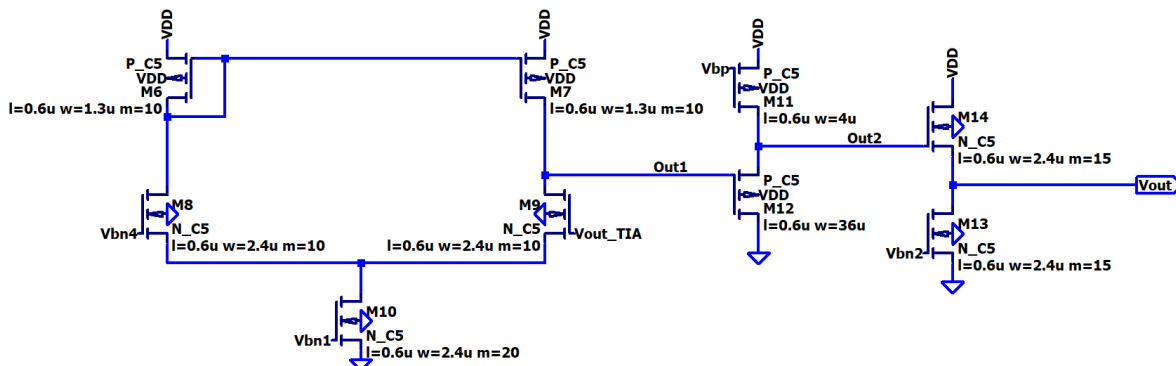 VDD
P_C5
VDD
M6
l=0.6u w=1.3u m=10
VDD
P_C5
VDD
M7
l=0.6u w=1.3u m=10
VDD
Vbp
P_C5
VDD
M11
l=0.6u w=4u
VDD
M14
N_C5
l=0.6u w=2.4u m=15
Out2
Out1
P_C5
VDD
M12
l=0.6u w=36u
Vout
M8
N_C5
Vbn4
l=0.6u w=2.4u m=10
M9
N_C5
Vout_TIA
l=0.6u w=2.4u m=10
M13
N_C5
Vbn2
l=0.6u w=2.4u m=15
M10
N_C5
Vbn1
l=0.6u w=2.4u m=20